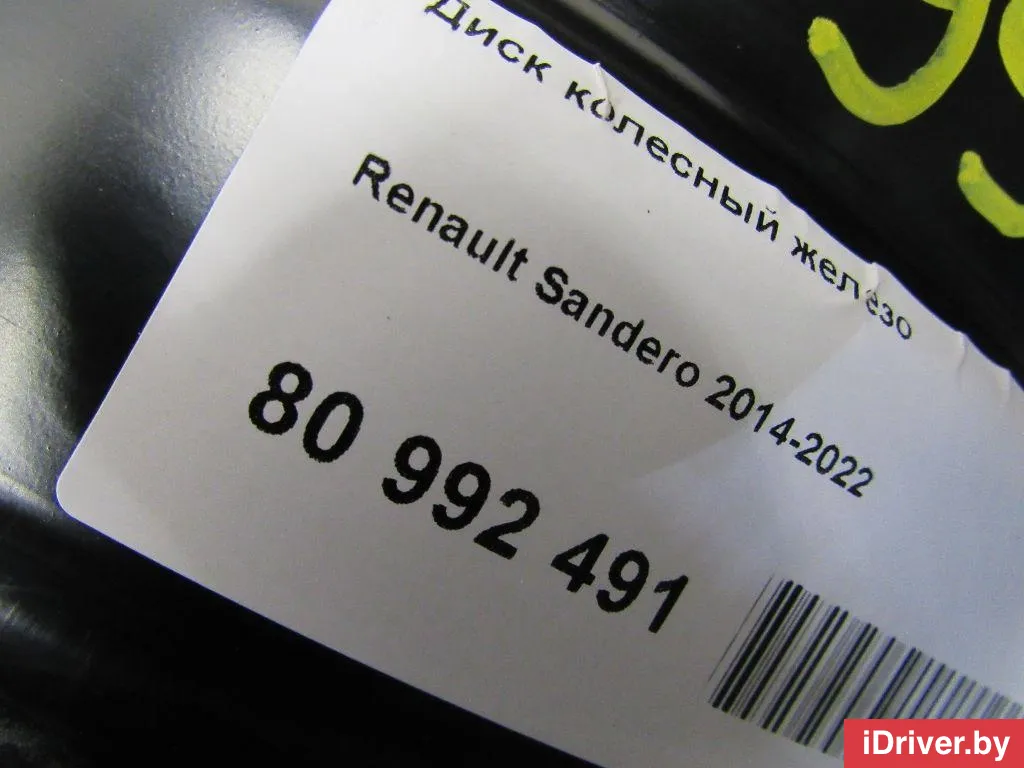 Диск колесный железо
Renault Sandero 2014-2022
80 992 491
iDriver.by